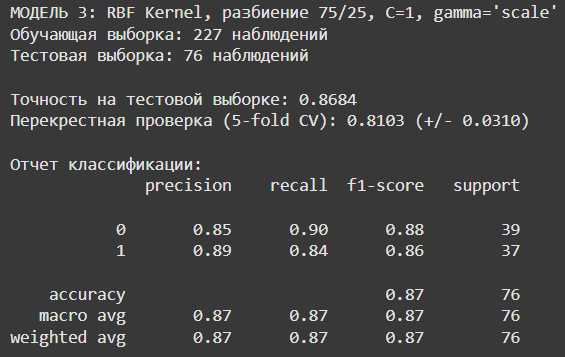 МОДЕЛЬ 3: RBF Kernel, разбиение 75/25, C=1, gamma='scale'
Обучающая выборка: 227 наблюдений
Тестовая выборка: 76 наблюдений
Точность на тестовой выборке: 0.8684
Перекрестная проверка (5-fold CV): 0.8103 (+/- 0.0310)
Отчет классификации:
precision recall f1-score support
0 0.85 0.90 0.88 39
1 0.89 0.84 0.86 37
accuracy 0.87 76
macro avg 0.87 0.87 0.87 76
weighted avg 0.87 0.87 0.87 76